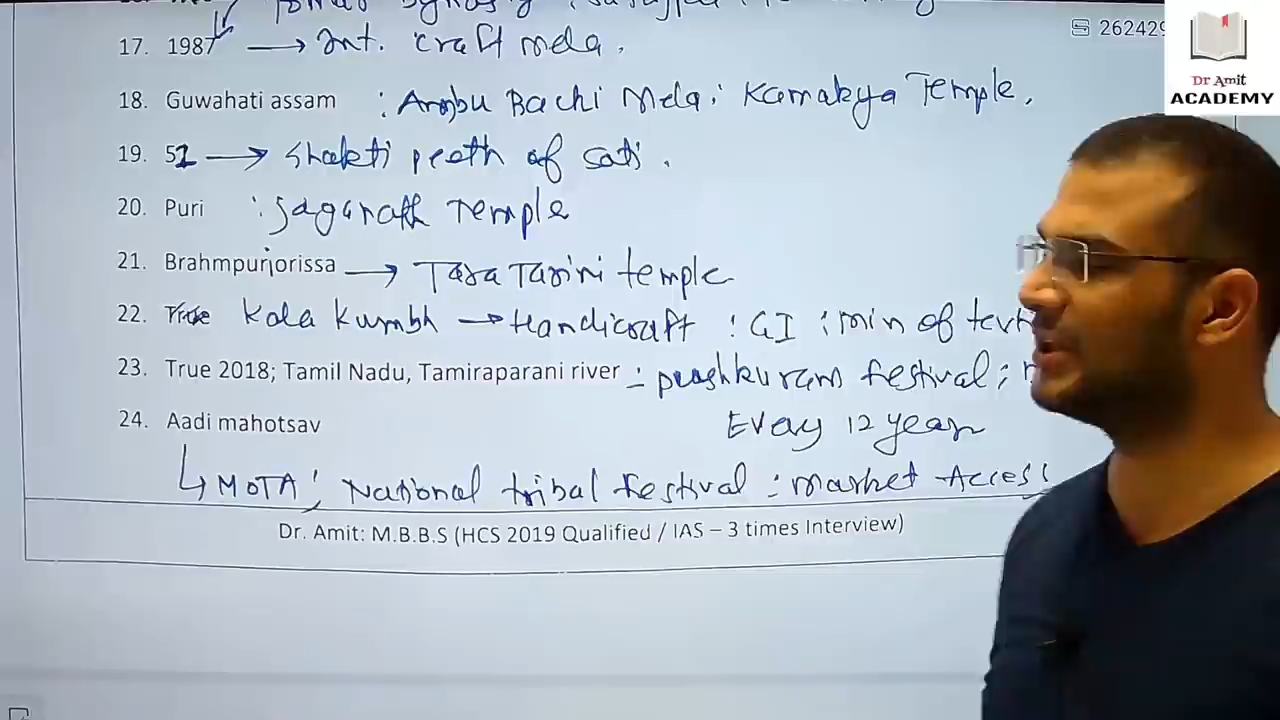 17. 1987 → Int. craft mela.
262429
Dr Amit
ACADEMY
18. Guwahati assam : Ambu Bachi Mela; Kamakya Temple.
19. 51 → Shakti peeth of sati.
20. Puri : Jaganath Temple
21. Brahmpurjorissa → Tara Tarini temple
22. True Kala Kumbh → Handicraft : GI : min of text
23. True 2018; Tamil Nadu, Tamiraparani river :- pushkuram festival;
Every 12 year
24. Aadi mahotsav
↳ MOTA; National tribal festival : market Access;
Dr. Amit: M.B.B.S (HCS 2019 Qualified / IAS – 3 times Interview)